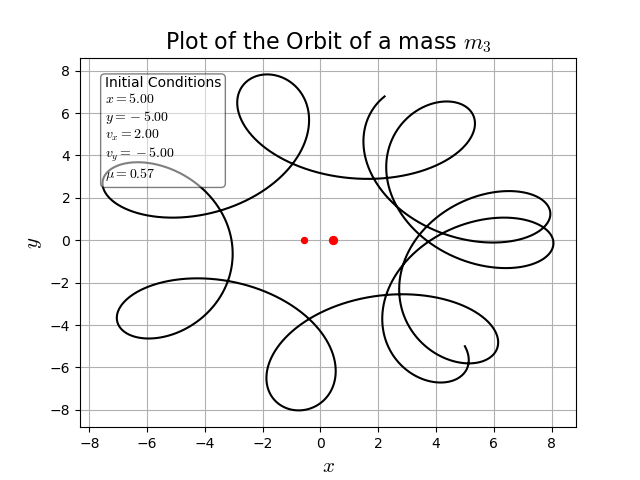 Plot of the Orbit of a mass m₃
Initial Conditions
x = 5.00
y = − 5.00
vₓ = 2.00
v_y = − 5.00
μ = 0.57
8
6
4
2
0
−2
−4
−6
−8
y
−8 −6 −4 −2 0 2 4 6 8
x